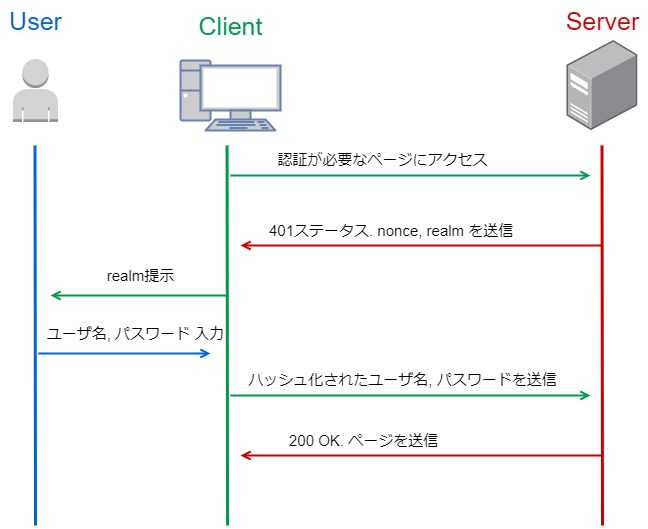 User
Client
Server
認証が必要なページにアクセス
401ステータス. nonce, realm を送信
realm提示
ユーザ名, パスワード 入力
ハッシュ化されたユーザ名, パスワードを送信
200 OK. ページを送信